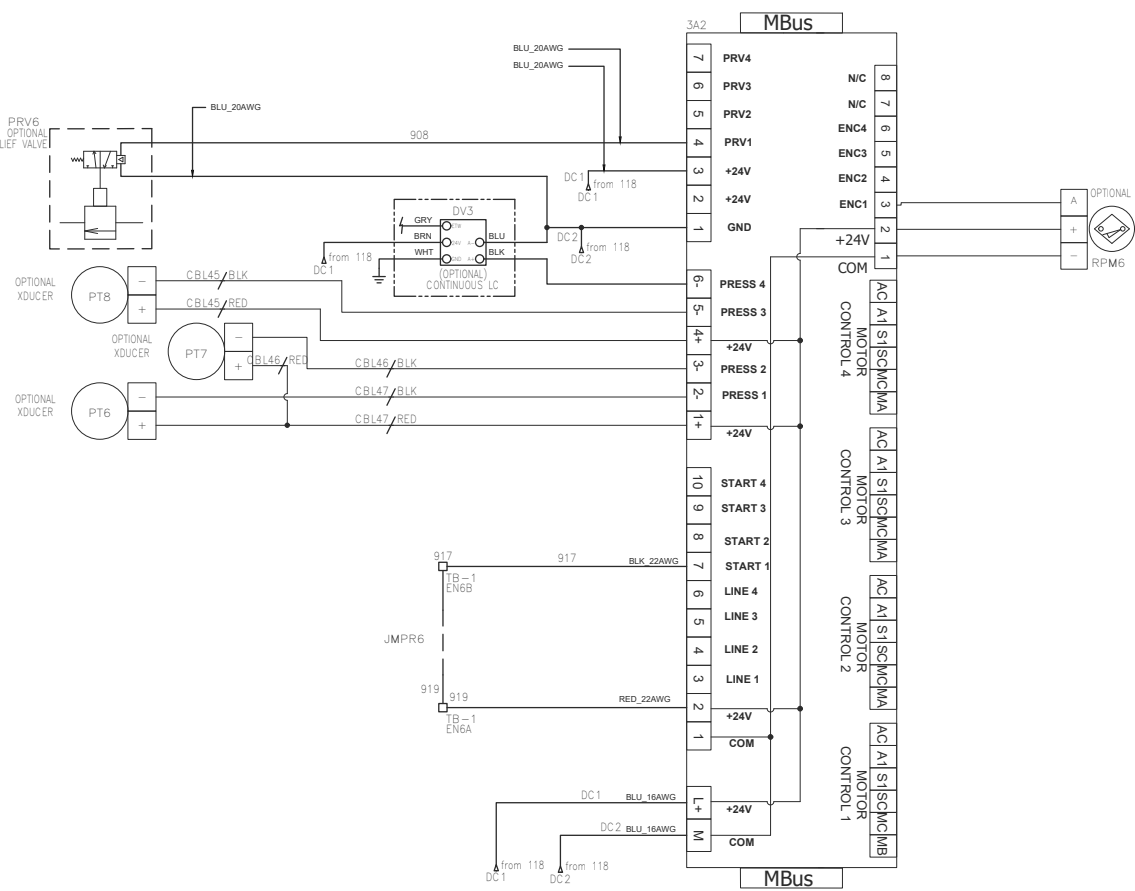 3A2
MBus
BLU_20AWG
BLU_20AWG
BLU_20AWG
PRV6
OPTIONAL
LIEF VALVE
908
7 PRV4
6 PRV3
5 PRV2
4 PRV1
3 +24V
2 +24V
1 GND
DC1
from 118
DC1
DC2
from 118
DC2
N/C 8
N/C 7
ENC4 6
ENC3 5
ENC2 4
ENC1 3
+24V 2
COM 1
A
+
−
OPTIONAL
RPM6
DV3
GRY
BRN 24V A- BLU
WHT GND A+ BLK
(OPTIONAL)
CONTINUOUS LC
from 118
DC1
OPTIONAL
XDUCER
PT8
−
+
CBL45 BLK
CBL45 RED
OPTIONAL
XDUCER
PT7
−
+
CBL46 RED
CBL46 BLK
OPTIONAL
XDUCER
PT6
−
+
CBL47 BLK
CBL47 RED
6- PRESS 4
5- PRESS 3
4+ +24V
3- PRESS 2
2- PRESS 1
1+ +24V
10 START 4
9 START 3
8 START 2
7 START 1
6 LINE 4
5 LINE 3
4 LINE 2
3 LINE 1
2 +24V
1 COM
917
917
BLK_22AWG
TB-1
EN6B
JMPR6
919
919
RED_22AWG
TB-1
EN6A
L+ +24V
M COM
DC1 BLU_16AWG
DC2 BLU_16AWG
from 118
DC1
from 118
DC2
AC A1 S1 SC MC MA
MOTOR
CONTROL 4
AC A1 S1 SC MC MA
MOTOR
CONTROL 3
AC A1 S1 SC MC MA
MOTOR
CONTROL 2
AC A1 S1 SC MC MB
MOTOR
CONTROL 1
MBus